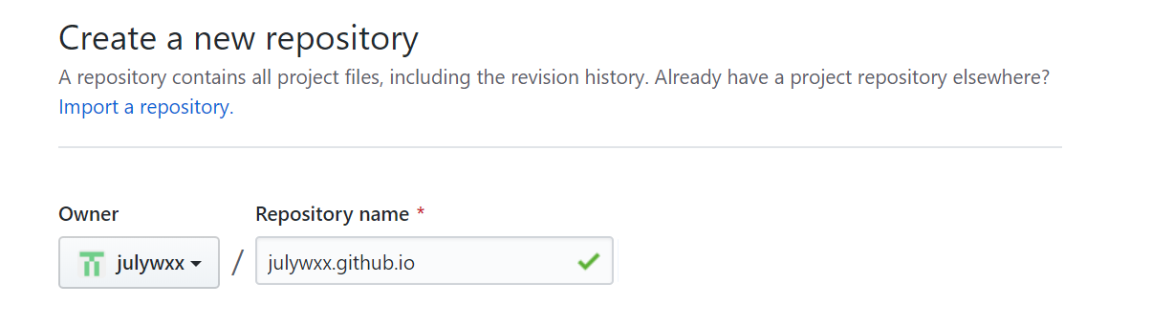 Create a new repository
A repository contains all project files, including the revision history. Already have a project repository elsewhere?
Import a repository.
Owner
Repository name *
julywxx / julywxx.github.io